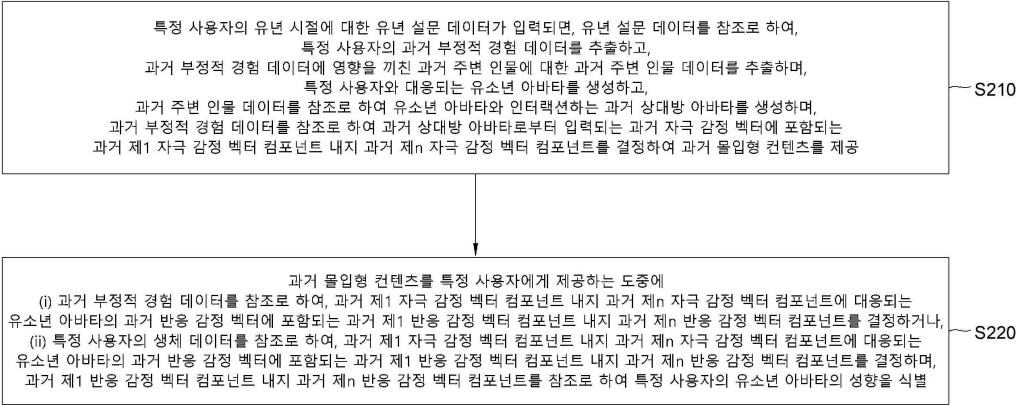 특정 사용자의 유년 시절에 대한 유년 설문 데이터가 입력되면, 유년 설문 데이터를 참조로 하여,
특정 사용자의 과거 부정적 경험 데이터를 추출하고,
과거 부정적 경험 데이터에 영향을 끼친 과거 주변 인물에 대한 과거 주변 인물 데이터를 추출하며,
특정 사용자와 대응되는 유소년 아바타를 생성하고,
과거 주변 인물 데이터를 참조로 하여 유소년 아바타와 인터랙션하는 과거 상대방 아바타를 생성하며,
과거 부정적 경험 데이터를 참조로 하여 과거 상대방 아바타로부터 입력되는 과거 자극 감정 벡터에 포함되는
과거 제1 자극 감정 벡터 컴포넌트 내지 과거 제n 자극 감정 벡터 컴포넌트를 결정하여 과거 몰입형 컨텐츠를 제공
S210
과거 몰입형 컨텐츠를 특정 사용자에게 제공하는 도중에
(i) 과거 부정적 경험 데이터를 참조로 하여, 과거 제1 자극 감정 벡터 컴포넌트 내지 과거 제n 자극 감정 벡터 컴포넌트에 대응되는
유소년 아바타의 과거 반응 감정 벡터에 포함되는 과거 제1 반응 감정 벡터 컴포넌트 내지 과거 제n 반응 감정 벡터 컴포넌트를 결정하거나,
(ii) 특정 사용자의 생체 데이터를 참조로 하여, 과거 제1 자극 감정 벡터 컴포넌트 내지 과거 제n 자극 감정 벡터 컴포넌트에 대응되는
유소년 아바타의 과거 반응 감정 벡터에 포함되는 과거 제1 반응 감정 벡터 컴포넌트 내지 과거 제n 반응 감정 벡터 컴포넌트를 결정하며,
과거 제1 반응 감정 벡터 컴포넌트 내지 과거 제n 반응 감정 벡터 컴포넌트를 참조로 하여 특정 사용자의 유소년 아바타의 성향을 식별
S220